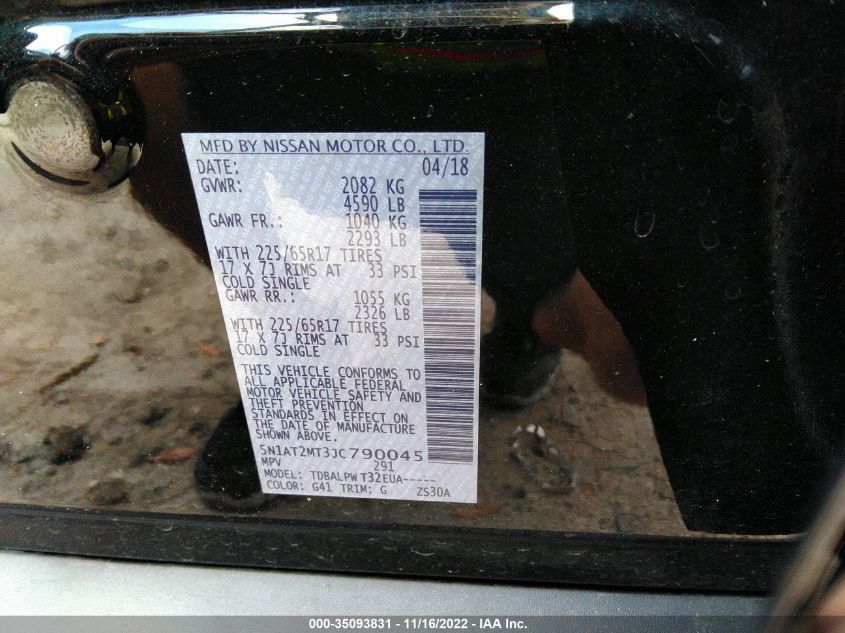 MFD BY NISSAN MOTOR CO., LTD.
DATE: 04/18
GVWR: 2082 KG
4590 LB
GAWR FR.: 1040 KG
2293 LB
WITH 225/65R17 TIRES
17 X 7J RIMS AT 33 PSI
COLD SINGLE
GAWR RR.: 1055 KG
2326 LB
WITH 225/65R17 TIRES
17 X 7J RIMS AT 33 PSI
COLD SINGLE
THIS VEHICLE CONFORMS TO
ALL APPLICABLE FEDERAL
MOTOR VEHICLE SAFETY AND
THEFT PREVENTION
STANDARDS IN EFFECT ON
THE DATE OF MANUFACTURE
SHOWN ABOVE.
5N1AT2MT3JC790045
MPV 291
MODEL: TDBALPWT32EUA-----
COLOR: G41 TRIM: G ZS30A
000-35093831 - 11/16/2022 - IAA Inc.